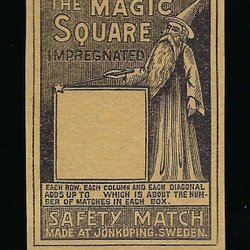 THE MAGIC
SQUARE
IMPREGNATED
EACH ROW, EACH COLUMN AND EACH DIAGONAL
ADDS UP TO WHICH IS ABOUT THE NUM-
BER OF MATCHES IN EACH BOX.
SAFETY MATCH
MADE AT JÖNKÖPING, SWEDEN.